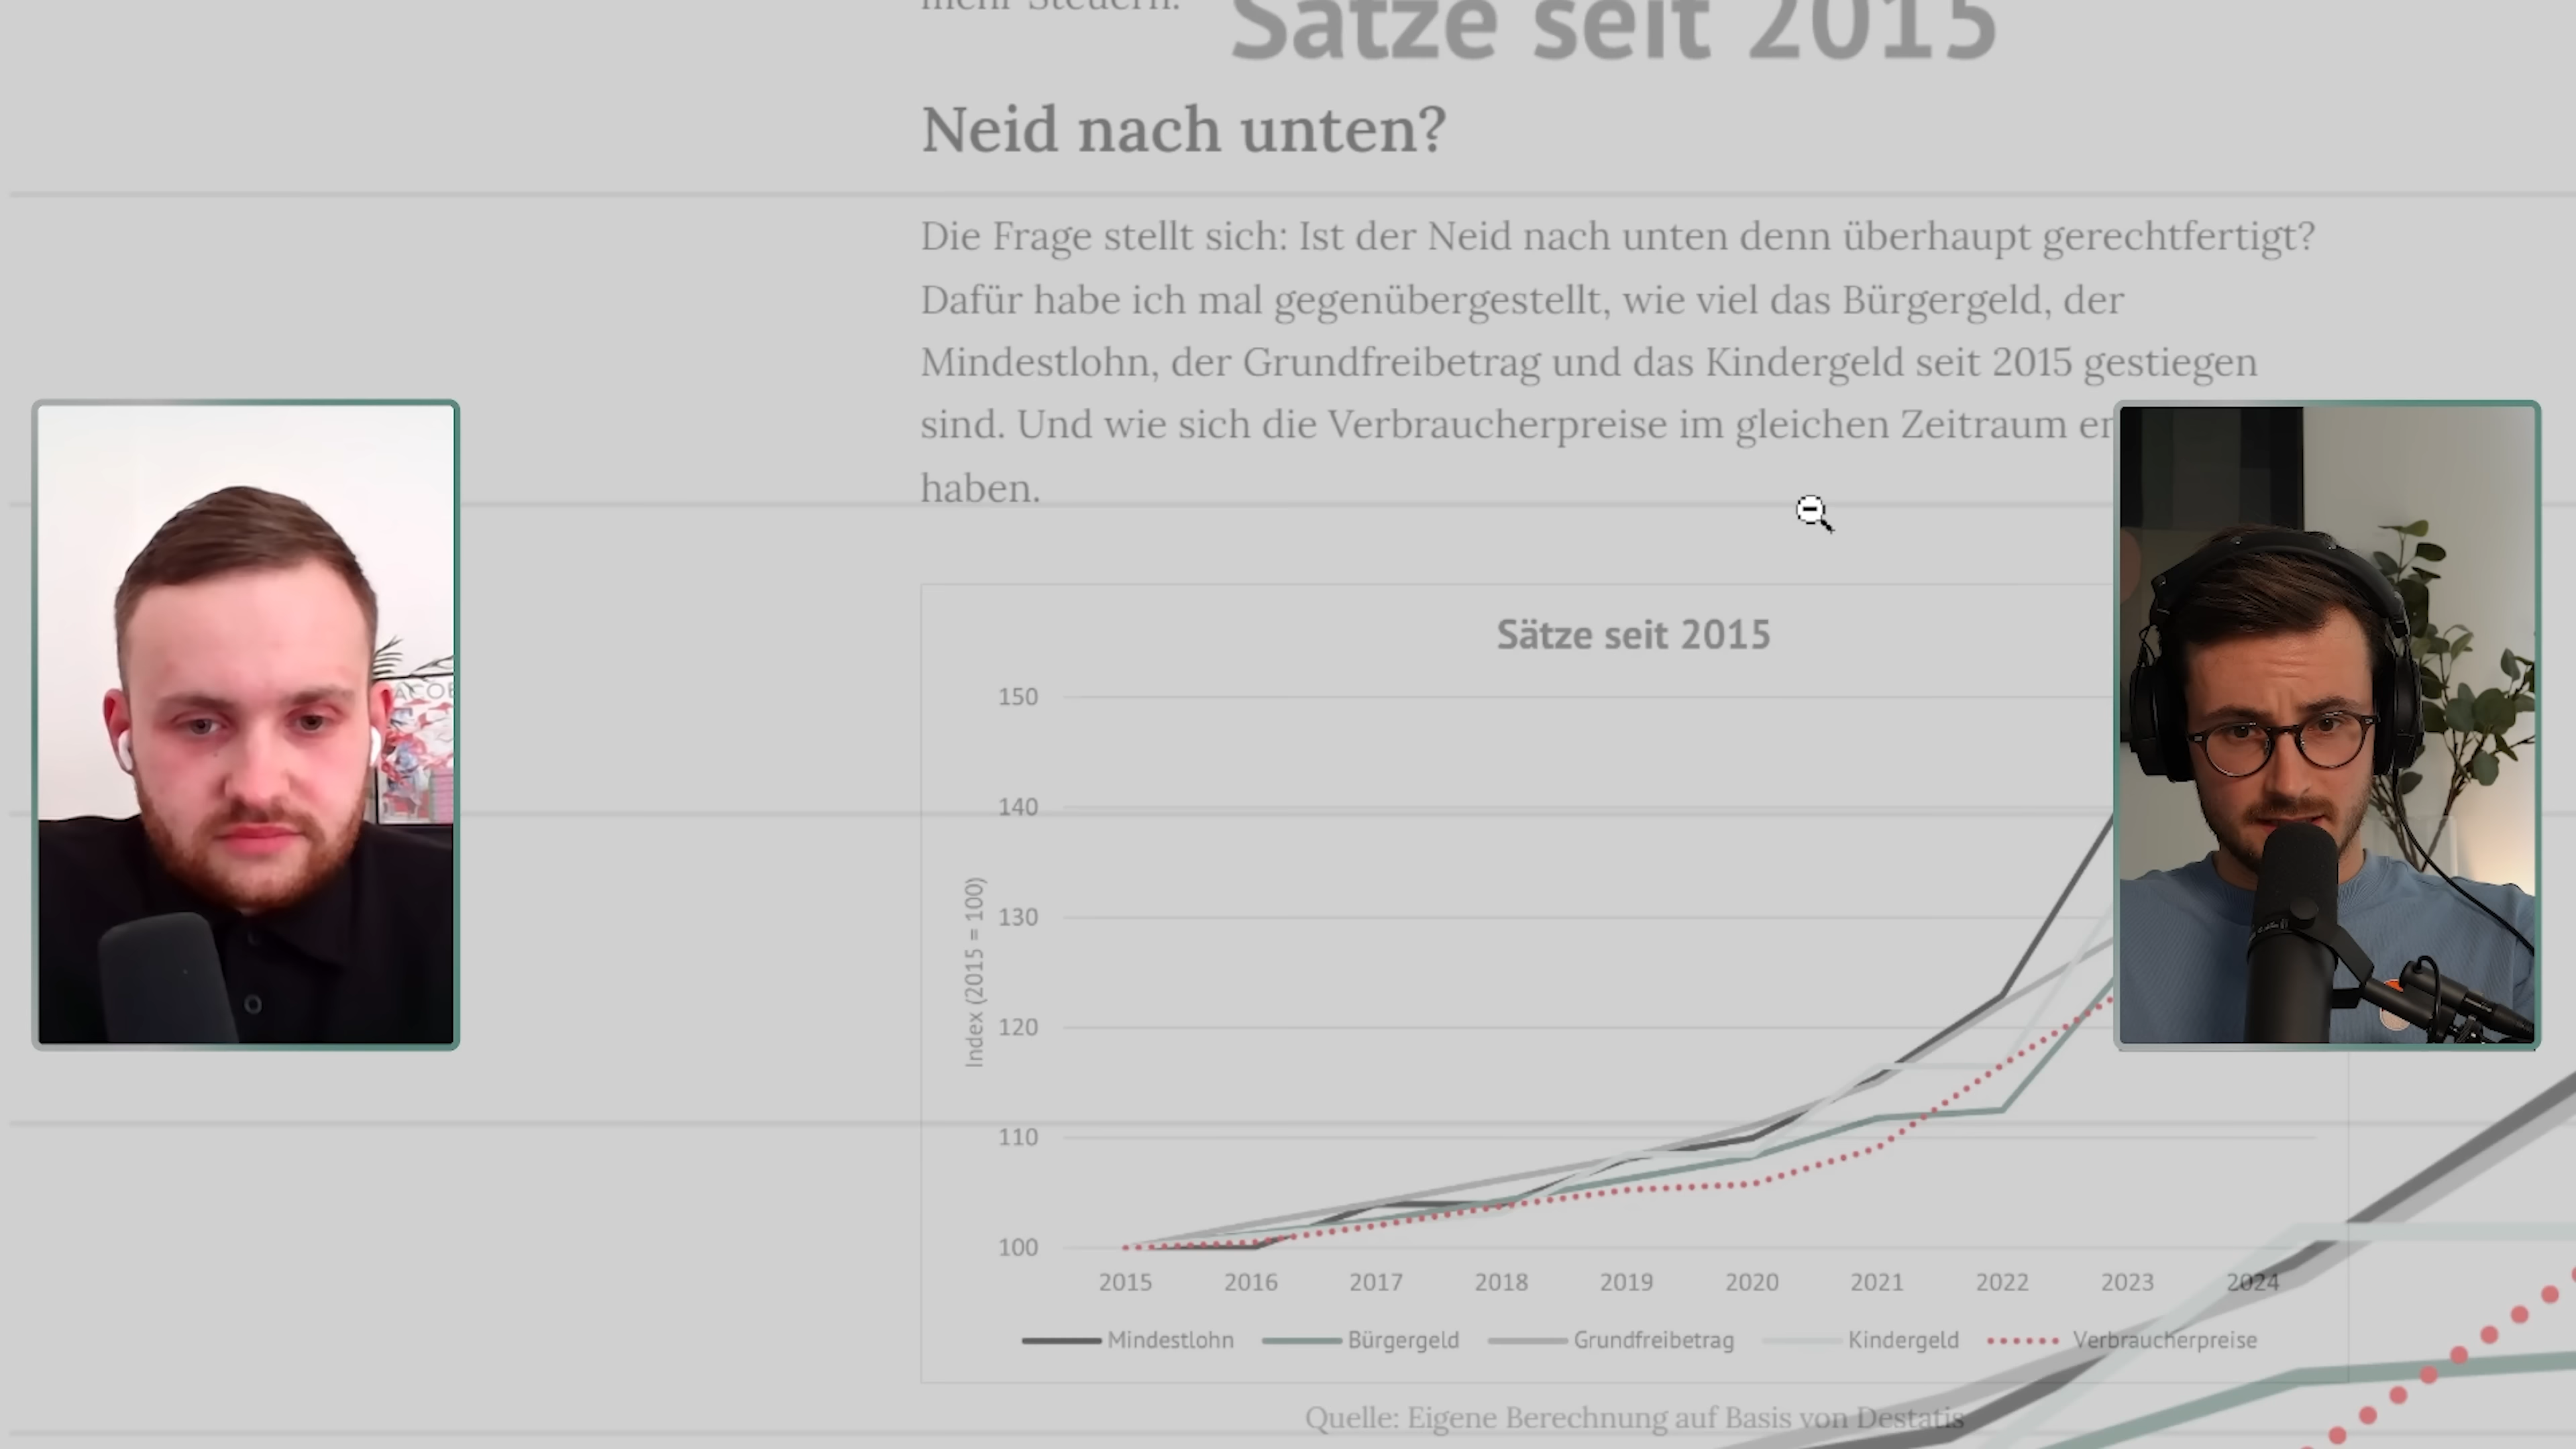 mehr Steuern.
Sätze seit 2015
Neid nach unten?
Die Frage stellt sich: Ist der Neid nach unten denn überhaupt gerechtfertigt?
Dafür habe ich mal gegenübergestellt, wie viel das Bürgergeld, der
Mindestlohn, der Grundfreibetrag und das Kindergeld seit 2015 gestiegen
sind. Und wie sich die Verbraucherpreise im gleichen Zeitraum
haben.
Sätze seit 2015
150
140
130
120
110
100
Index (2015 = 100)
2015 2016 2017 2018 2019 2020 2021 2022 2023 2024
Mindestlohn Bürgergeld Grundfreibetrag Kindergeld Verbraucherpreise
Quelle: Eigene Berechnung auf Basis von Destatis